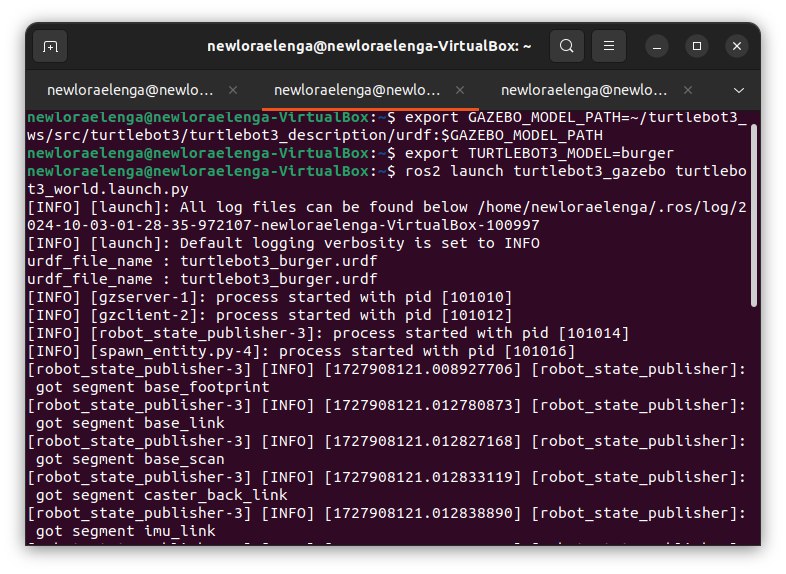 newloraelenga@newloraelenga-VirtualBox: ~
newloraelenga@newlo... newloraelenga@newlo... newloraelenga@newlo...
newloraelenga@newloraelenga-VirtualBox:~$ export GAZEBO_MODEL_PATH=~/turtlebot3_
ws/src/turtlebot3/turtlebot3_description/urdf:$GAZEBO_MODEL_PATH
newloraelenga@newloraelenga-VirtualBox:~$ export TURTLEBOT3_MODEL=burger
newloraelenga@newloraelenga-VirtualBox:~$ ros2 launch turtlebot3_gazebo turtlebo
t3_world.launch.py
[INFO] [launch]: All log files can be found below /home/newloraelenga/.ros/log/2
024-10-03-01-28-35-972107-newloraelenga-VirtualBox-100997
[INFO] [launch]: Default logging verbosity is set to INFO
urdf_file_name : turtlebot3_burger.urdf
urdf_file_name : turtlebot3_burger.urdf
[INFO] [gzserver-1]: process started with pid [101010]
[INFO] [gzclient-2]: process started with pid [101012]
[INFO] [robot_state_publisher-3]: process started with pid [101014]
[INFO] [spawn_entity.py-4]: process started with pid [101016]
[robot_state_publisher-3] [INFO] [1727908121.008927706] [robot_state_publisher]:
 got segment base_footprint
[robot_state_publisher-3] [INFO] [1727908121.012780873] [robot_state_publisher]:
 got segment base_link
[robot_state_publisher-3] [INFO] [1727908121.012827168] [robot_state_publisher]:
 got segment base_scan
[robot_state_publisher-3] [INFO] [1727908121.012833119] [robot_state_publisher]:
 got segment caster_back_link
[robot_state_publisher-3] [INFO] [1727908121.012838890] [robot_state_publisher]:
 got segment imu_link